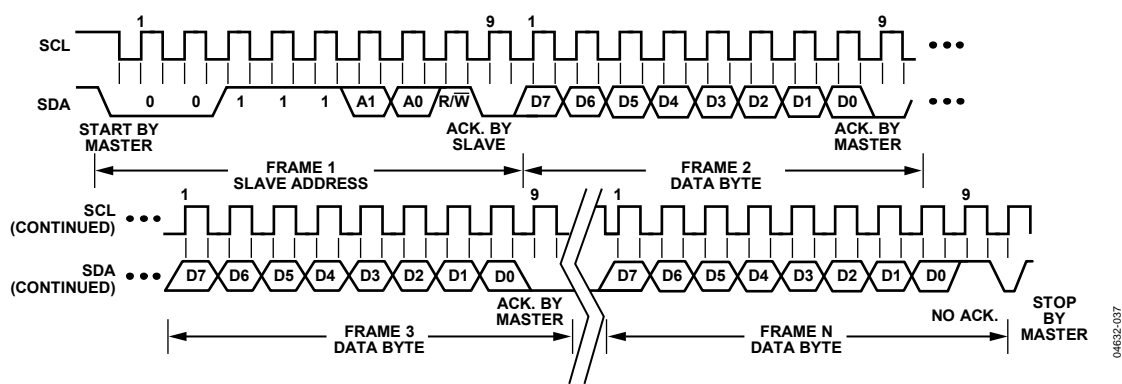 1 9 1 9
SCL
SDA 0 0 1 1 1 A1 A0 R/W̅ D7 D6 D5 D4 D3 D2 D1 D0
START BY
MASTER
ACK. BY
SLAVE
ACK. BY
MASTER
FRAME 1
SLAVE ADDRESS
FRAME 2
DATA BYTE
1 9 1 9
SCL
(CONTINUED)
SDA
(CONTINUED)
D7 D6 D5 D4 D3 D2 D1 D0 D7 D6 D5 D4 D3 D2 D1 D0
ACK. BY
MASTER
NO ACK.
STOP
BY
MASTER
FRAME 3
DATA BYTE
FRAME N
DATA BYTE
04632-037